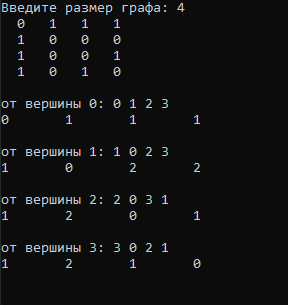 Введите размер графа: 4
0 1 1 1
1 0 0 0
1 0 0 1
1 0 1 0
от вершины 0: 0 1 2 3
0 1 1 1
от вершины 1: 1 0 2 3
1 0 2 2
от вершины 2: 2 0 3 1
1 2 0 1
от вершины 3: 3 0 2 1
1 2 1 0